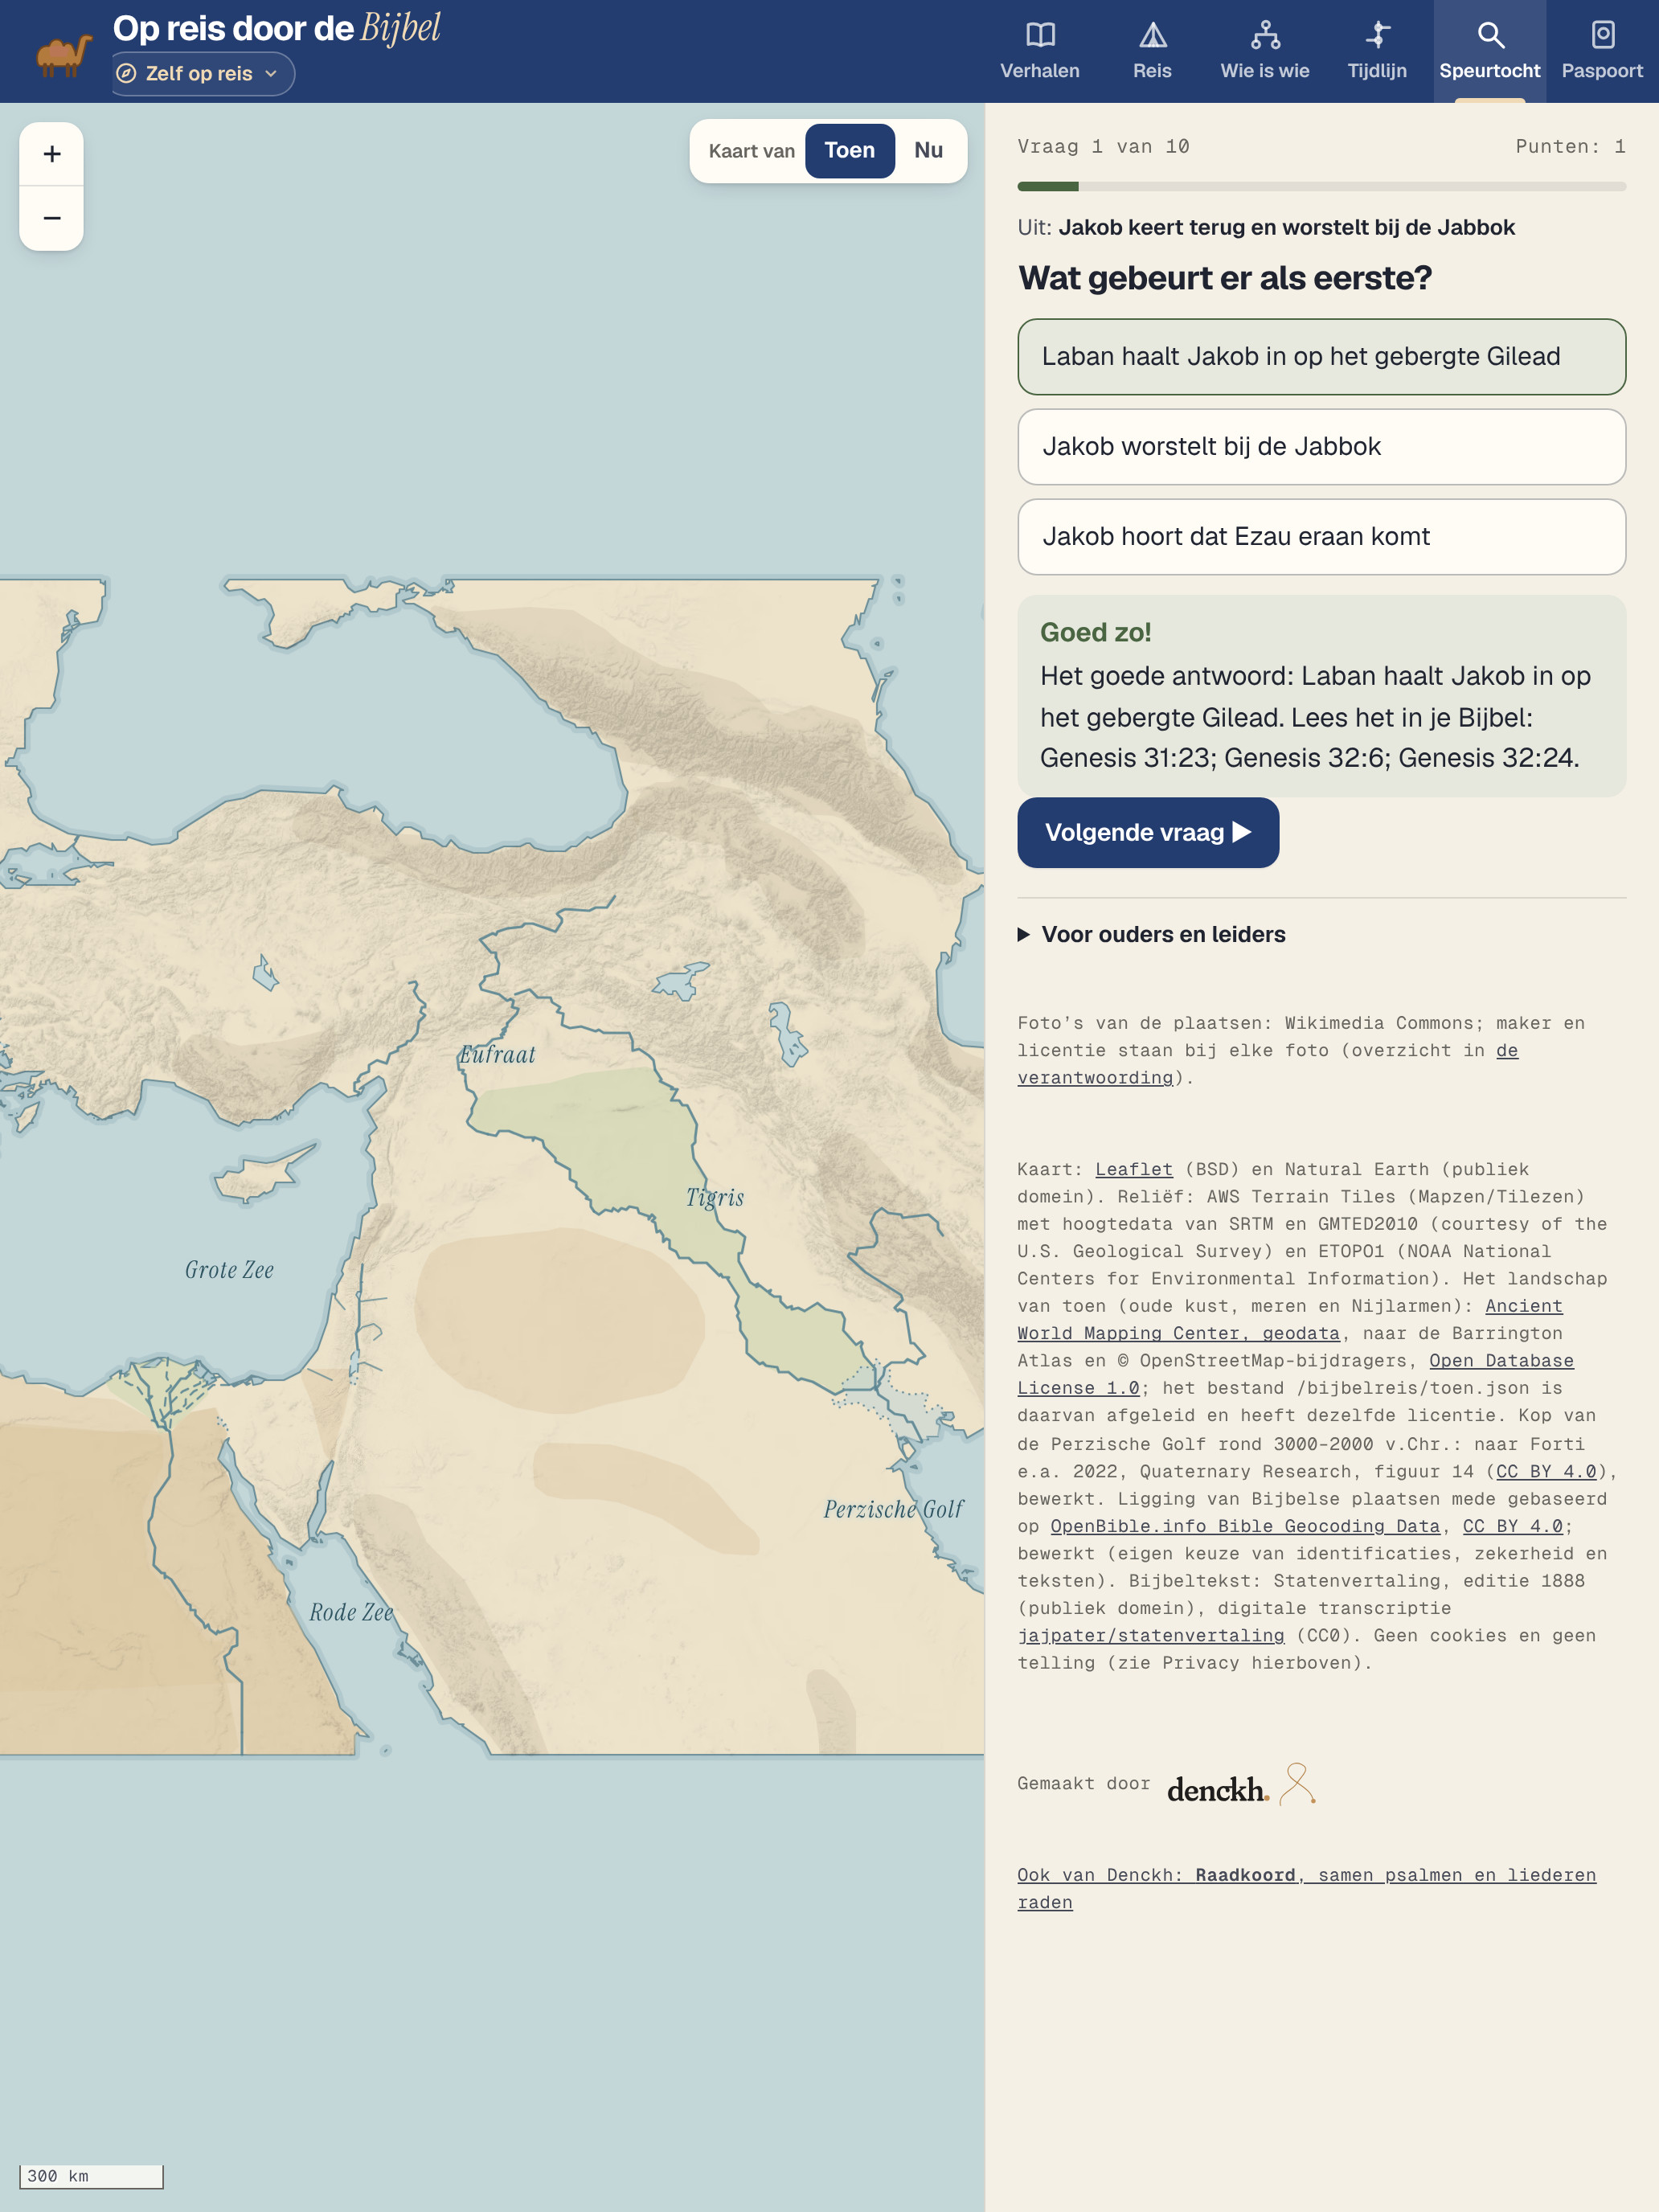 Op reis door de Bijbel
Zelf op reis
Verhalen
Reis
Wie is wie
Tijdlijn
Speurtocht
Paspoort
+
−
Kaart van Toen Nu
Eufraat
Tigris
Grote Zee
Perzische Golf
Rode Zee
300 km
Vraag 1 van 10
Punten: 1
Uit: Jakob keert terug en worstelt bij de Jabbok
Wat gebeurt er als eerste?
Laban haalt Jakob in op het gebergte Gilead
Jakob worstelt bij de Jabbok
Jakob hoort dat Ezau eraan komt
Goed zo!
Het goede antwoord: Laban haalt Jakob in op
het gebergte Gilead. Lees het in je Bijbel:
Genesis 31:23; Genesis 32:6; Genesis 32:24.
Volgende vraag ▶
▶ Voor ouders en leiders
Foto’s van de plaatsen: Wikimedia Commons; maker en
licentie staan bij elke foto (overzicht in de
verantwoording).
Kaart: Leaflet (BSD) en Natural Earth (publiek
domein). Reliëf: AWS Terrain Tiles (Mapzen/Tilezen)
met hoogtedata van SRTM en GMTED2010 (courtesy of the
U.S. Geological Survey) en ETOPO1 (NOAA National
Centers for Environmental Information). Het landschap
van toen (oude kust, meren en Nijlarmen): Ancient
World Mapping Center, geodata, naar de Barrington
Atlas en © OpenStreetMap-bijdragers, Open Database
License 1.0; het bestand /bijbelreis/toen.json is
daarvan afgeleid en heeft dezelfde licentie. Kop van
de Perzische Golf rond 3000-2000 v.Chr.: naar Forti
e.a. 2022, Quaternary Research, figuur 14 (CC BY 4.0),
bewerkt. Ligging van Bijbelse plaatsen mede gebaseerd
op OpenBible.info Bible Geocoding Data, CC BY 4.0;
bewerkt (eigen keuze van identificaties, zekerheid en
teksten). Bijbeltekst: Statenvertaling, editie 1888
(publiek domein), digitale transcriptie
jajpater/statenvertaling (CC0). Geen cookies en geen
telling (zie Privacy hierboven).
Gemaakt door denckh.
Ook van Denckh: Raadkoord, samen psalmen en liederen
raden